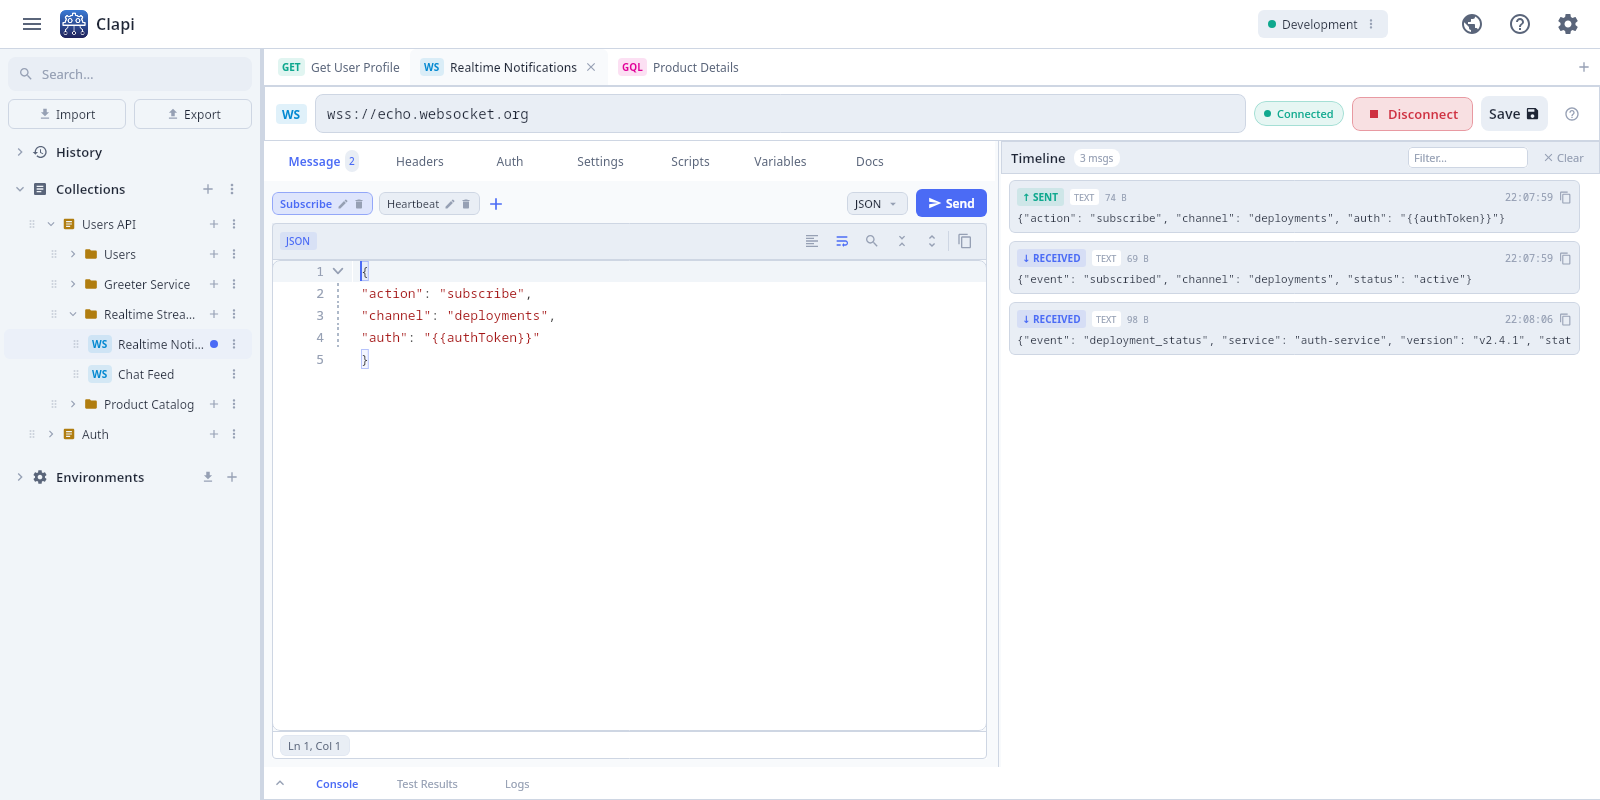 Clapi
Development
Search...
Import
Export
History
Collections
Users API
Users
Greeter Service
Realtime Strea...
WS Realtime Noti...
WS Chat Feed
Product Catalog
Auth
Environments
GET Get User Profile
WS Realtime Notifications
GQL Product Details
WS wss://echo.websocket.org
Connected
Disconnect
Save
Message 2
Headers
Auth
Settings
Scripts
Variables
Docs
Subscribe
Heartbeat
JSON
Send
JSON
1 {
2 "action": "subscribe",
3 "channel": "deployments",
4 "auth": "{{authToken}}"
5 }
Ln 1, Col 1
Timeline 3 msgs
Filter...
Clear
↑ SENT TEXT 74 B 22:07:59
{"action": "subscribe", "channel": "deployments", "auth": "{{authToken}}"}
↓ RECEIVED TEXT 69 B 22:07:59
{"event": "subscribed", "channel": "deployments", "status": "active"}
↓ RECEIVED TEXT 98 B 22:08:06
{"event": "deployment_status", "service": "auth-service", "version": "v2.4.1", "stat
Console
Test Results
Logs